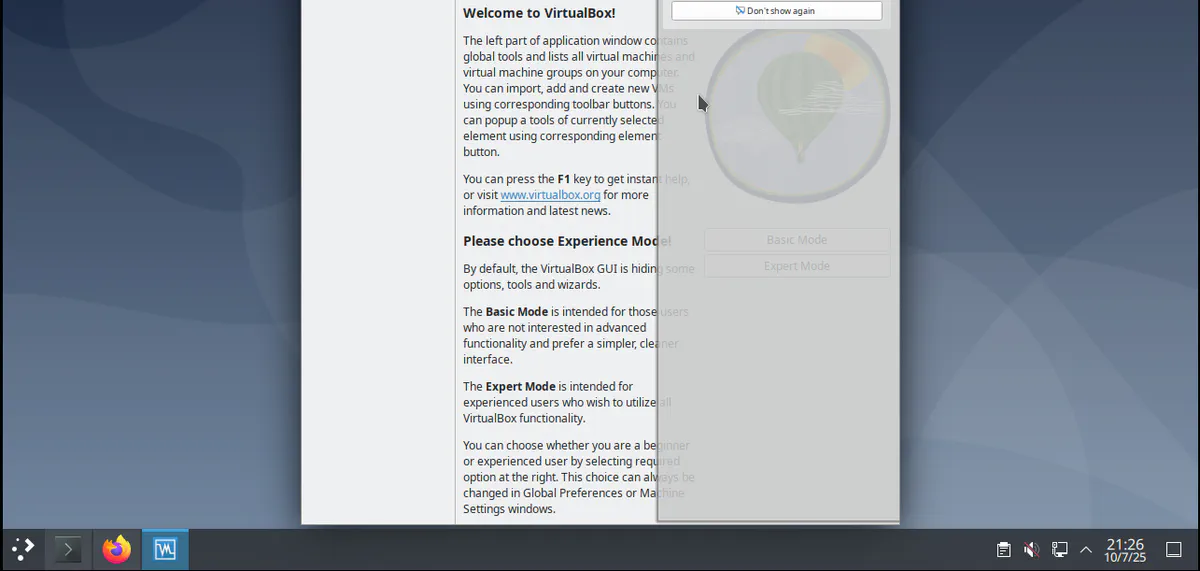 Welcome to VirtualBox!
Don't show again
The left part of application window contains
global tools and lists all virtual machines and
virtual machine groups on your computer.
You can import, add and create new VMs
using corresponding toolbar buttons. You
can popup a tools of currently selected
element using corresponding element
button.
You can press the F1 key to get instant help,
or visit www.virtualbox.org for more
information and latest news.
Please choose Experience Mode!
By default, the VirtualBox GUI is hiding some
options, tools and wizards.
The Basic Mode is intended for those users
who are not interested in advanced
functionality and prefer a simpler, cleaner
interface.
The Expert Mode is intended for
experienced users who wish to utilize all
VirtualBox functionality.
You can choose whether you are a beginner
or experienced user by selecting required
option at the right. This choice can always be
changed in Global Preferences or Machine
Settings windows.
Basic Mode
Expert Mode
21:26
10/7/25